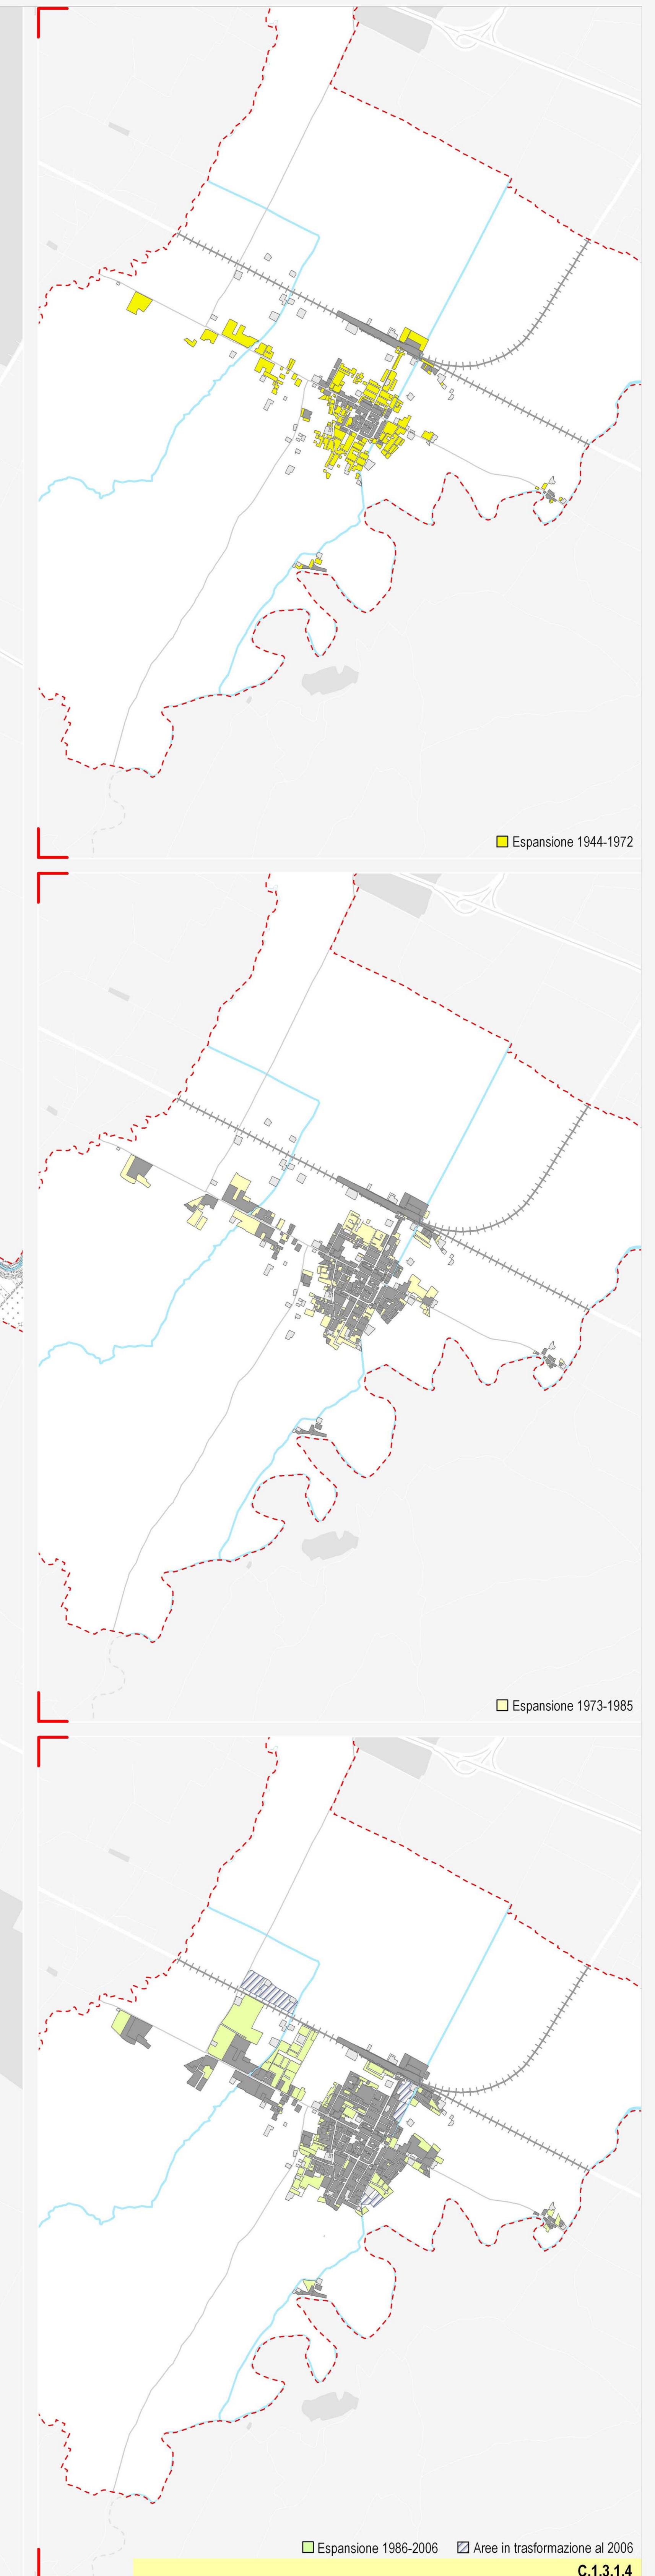 Espansione 1944-1972
Espansione 1973-1985
Espansione 1986-2006 Aree in trasformazione al 2006
C.1.3.1.4